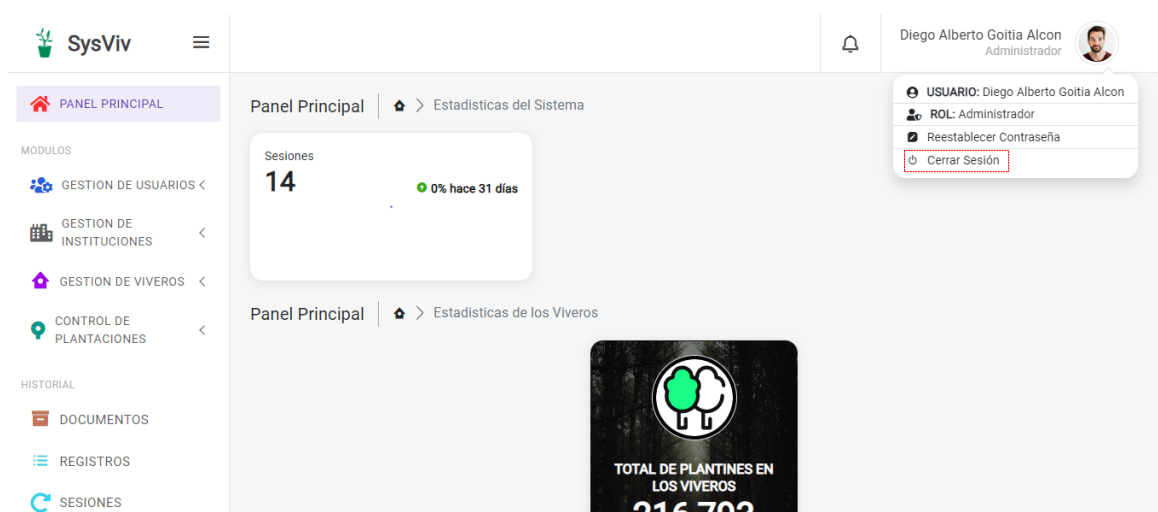 SysViv
Diego Alberto Goitia Alcon
Administrador
USUARIO: Diego Alberto Goitia Alcon
ROL: Administrador
Reestablecer Contraseña
Cerrar Sesión
PANEL PRINCIPAL
MODULOS
GESTION DE USUARIOS
GESTION DE
INSTITUCIONES
GESTION DE VIVEROS
CONTROL DE
PLANTACIONES
HISTORIAL
DOCUMENTOS
REGISTROS
SESIONES
Panel Principal > Estadisticas del Sistema
Sesiones
14
0% hace 31 días
Panel Principal > Estadisticas de los Viveros
TOTAL DE PLANTINES EN
LOS VIVEROS
216,793